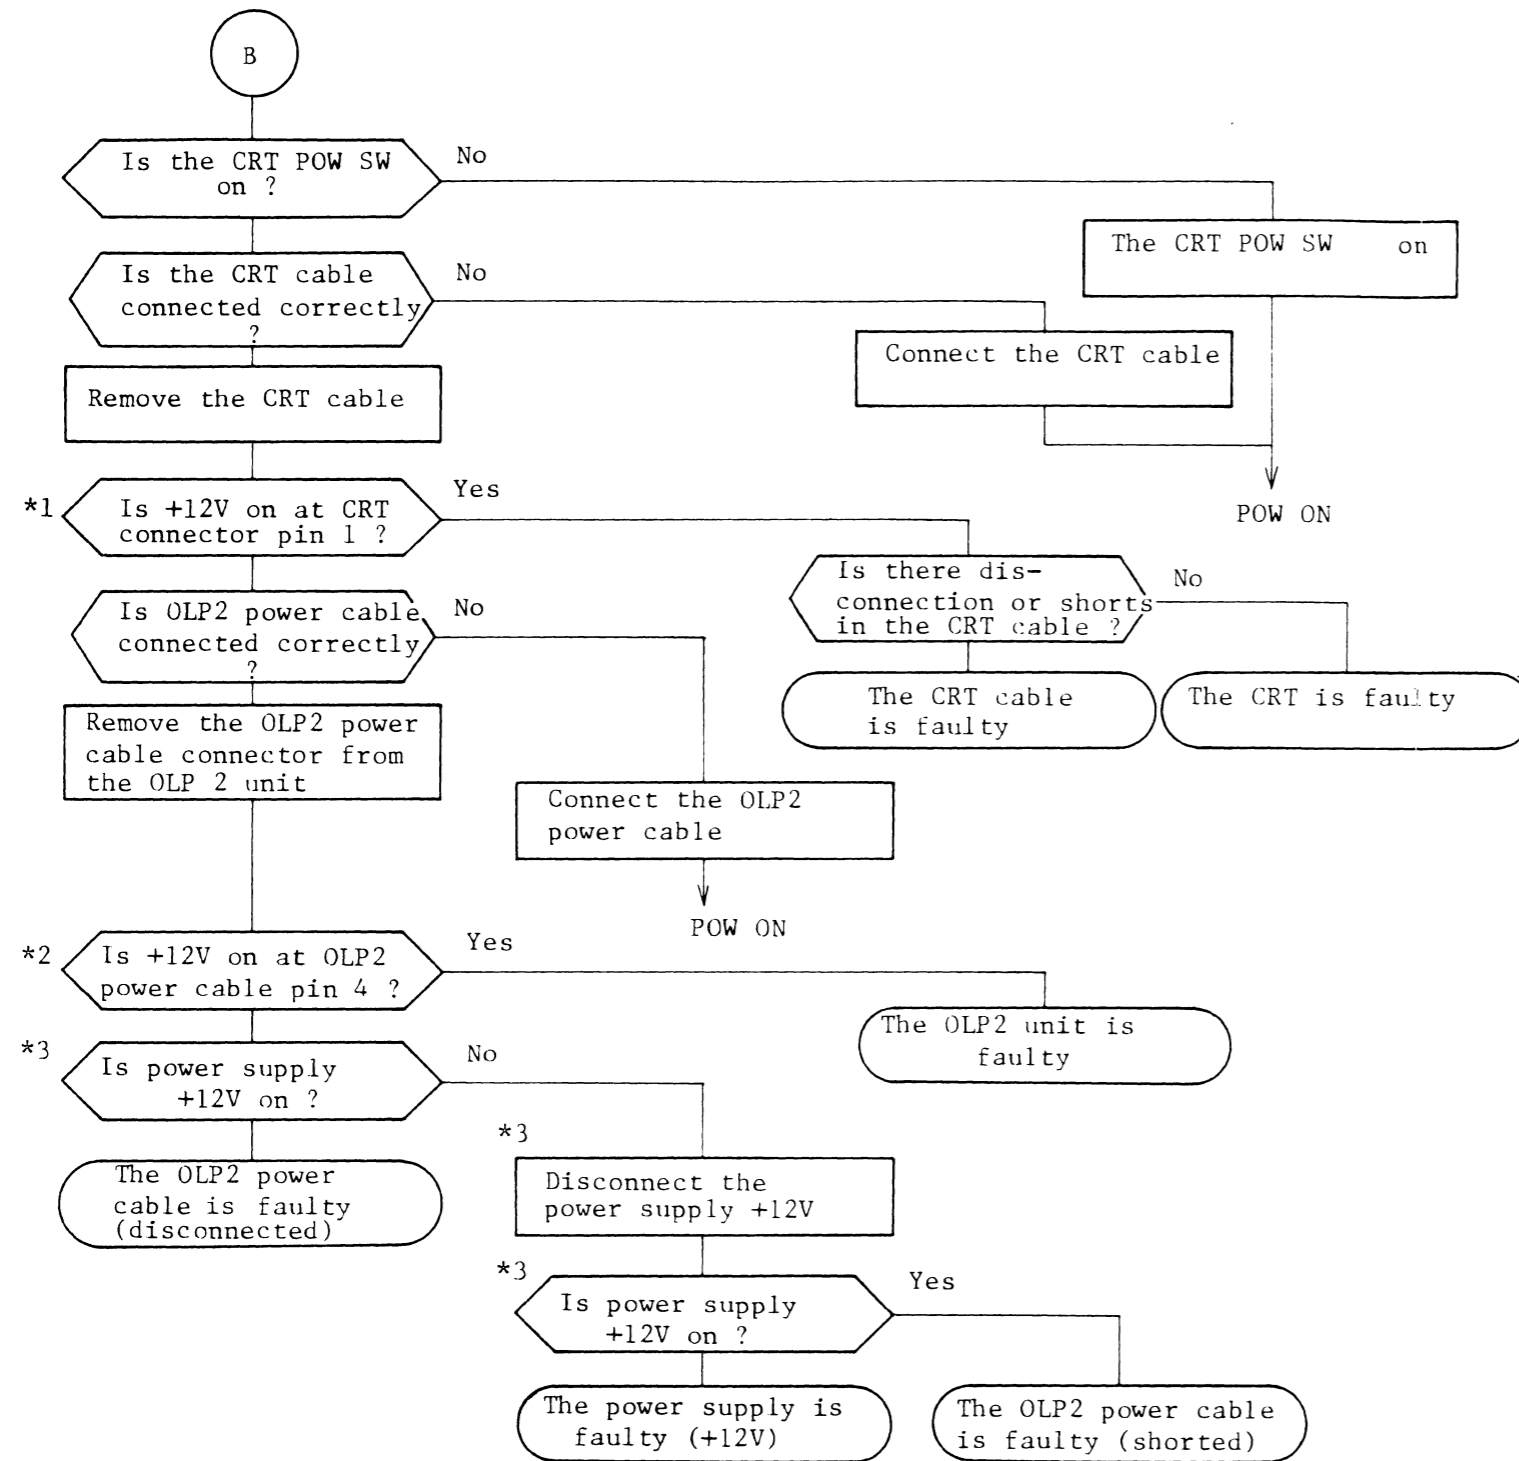 B
Is the CRT POW SW
on ?
No
The CRT POW SW on
Is the CRT cable
connected correctly
?
No
Connect the CRT cable
Remove the CRT cable
POW ON
*1
Is +12V on at CRT
connector pin 1 ?
Yes
Is there dis-
connection or shorts
in the CRT cable ?
No
The CRT cable
is faulty
The CRT is faulty
Is OLP2 power cable
connected correctly
?
No
Remove the OLP2 power
cable connector from
the OLP 2 unit
Connect the OLP2
power cable
POW ON
*2
Is +12V on at OLP2
power cable pin 4 ?
Yes
The OLP2 unit is
faulty
*3
Is power supply
+12V on ?
No
The OLP2 power
cable is faulty
(disconnected)
*3
Disconnect the
power supply +12V
*3
Is power supply
+12V on ?
Yes
The power supply is
faulty (+12V)
The OLP2 power cable
is faulty (shorted)